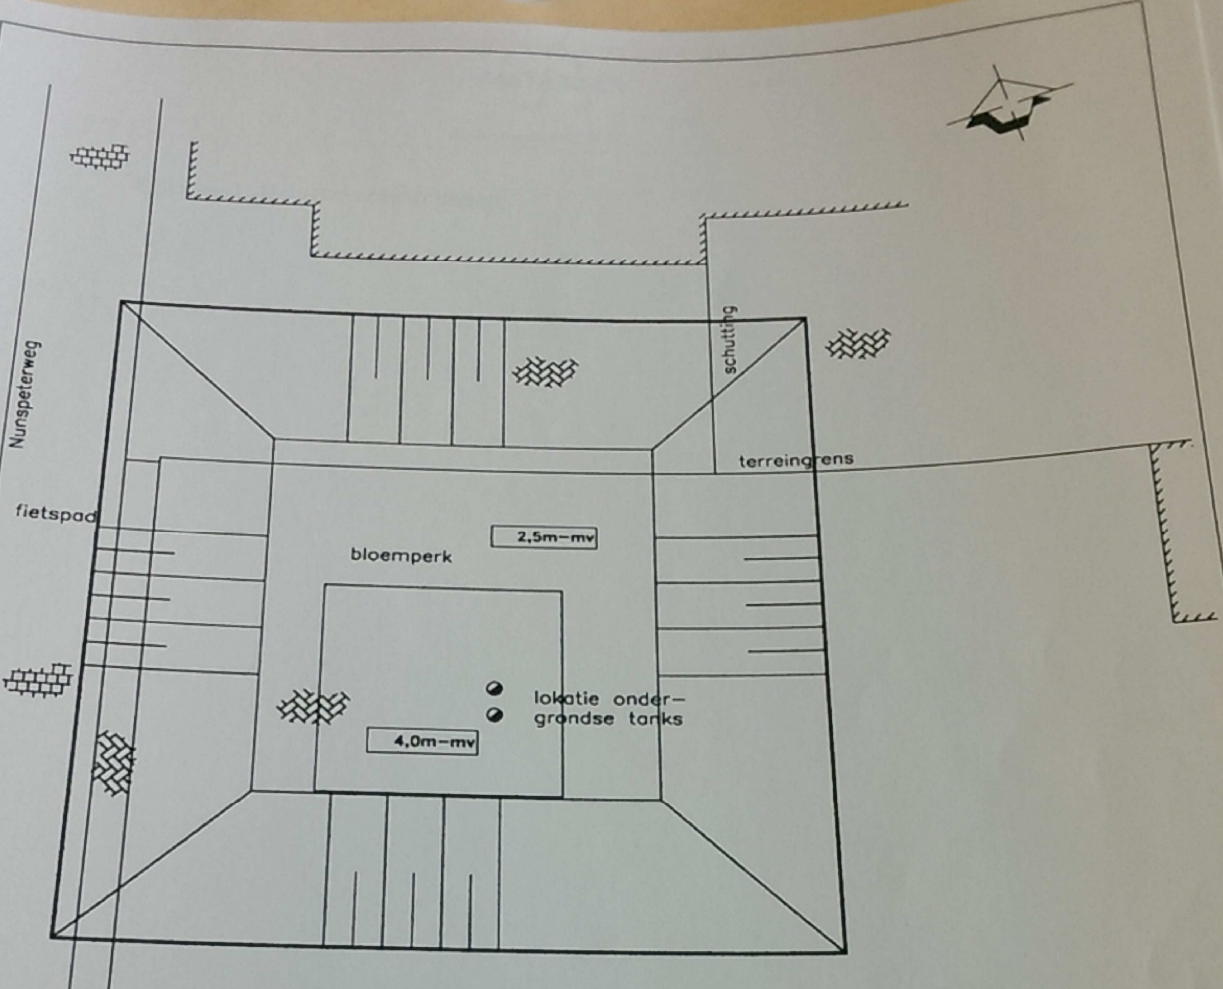 schutting
Nunspeterweg
terreingrens
fietspad
2,5m-mv
bloemperk
lokatie onder-
grondse tanks
4,0m-mv